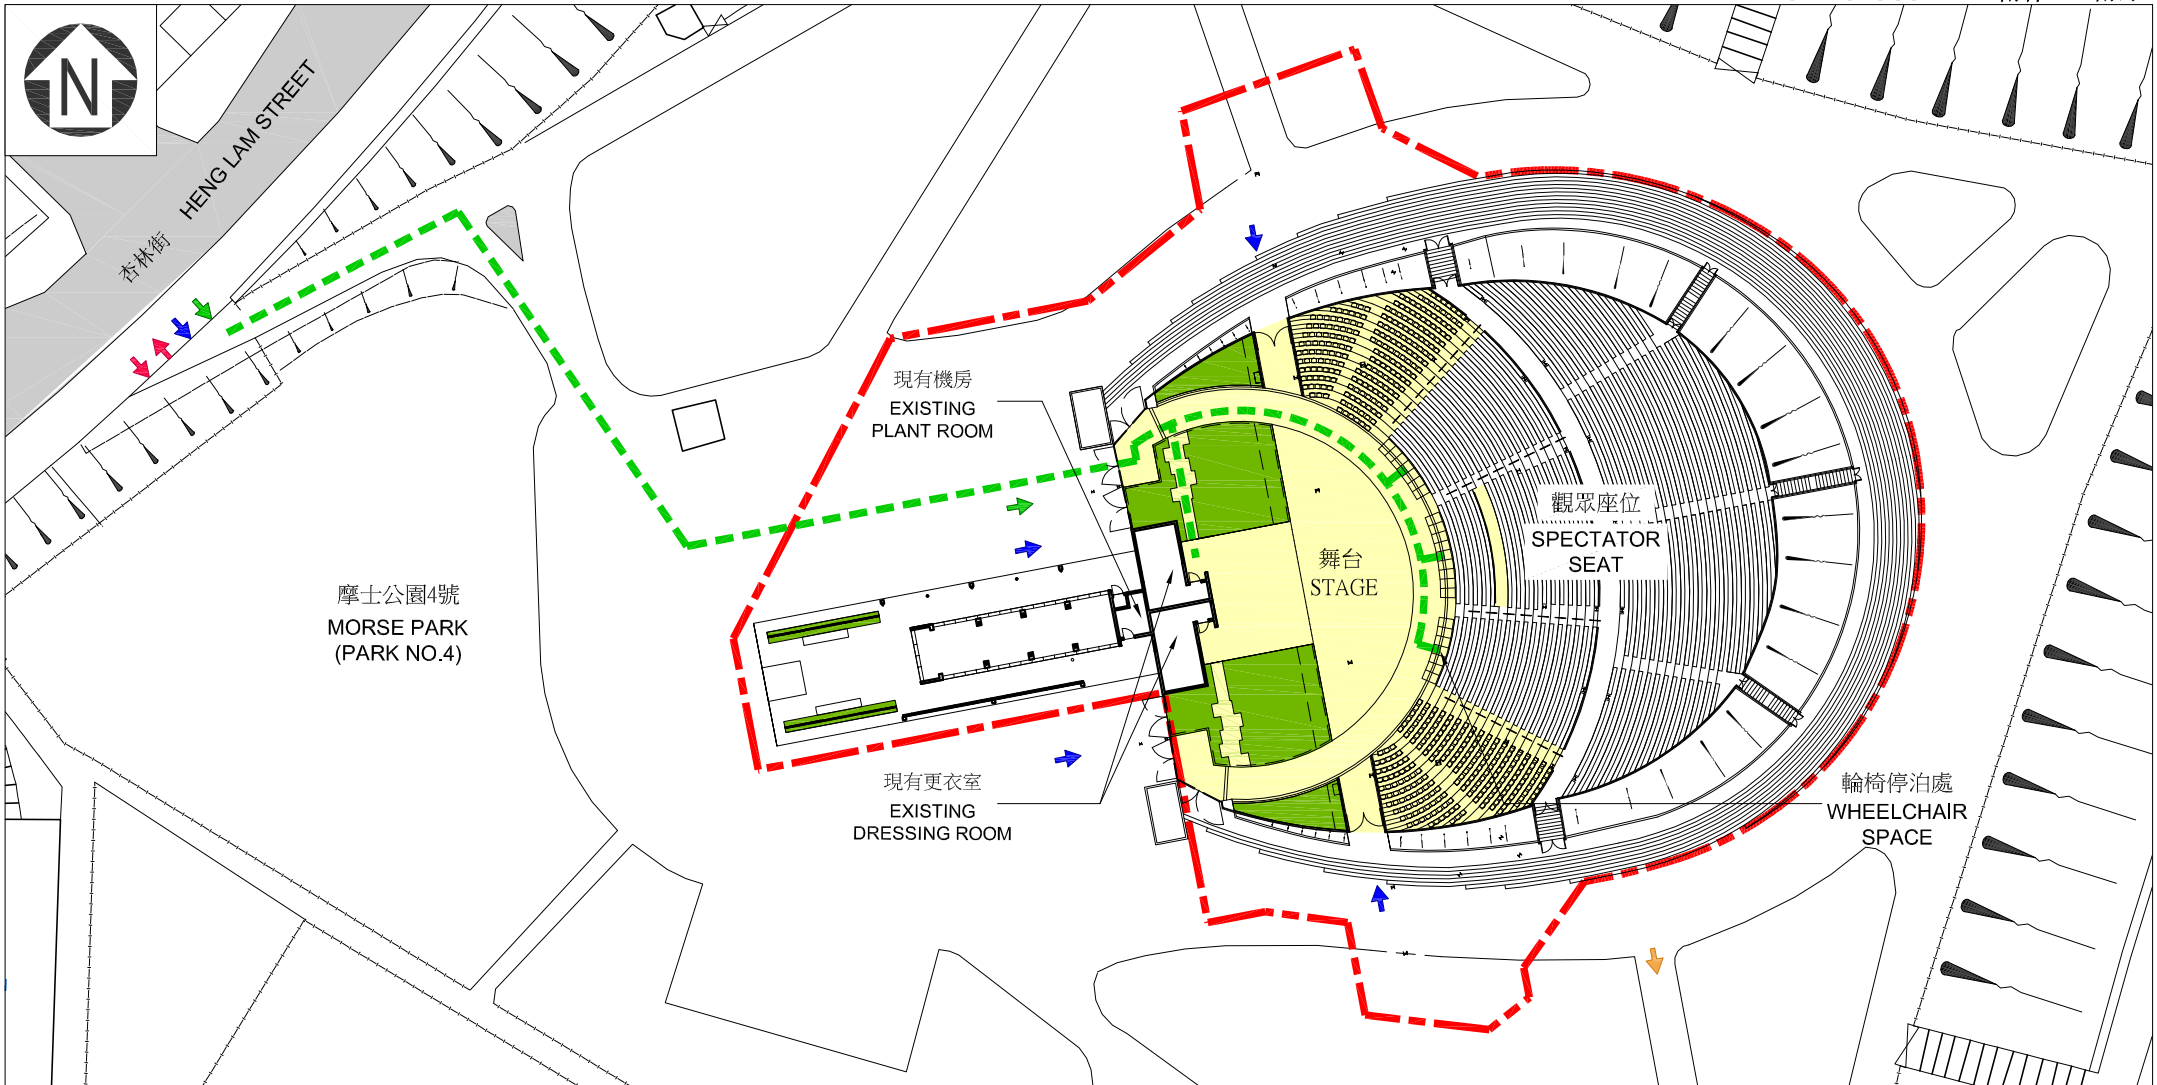 N
杏林街 HENG LAM STREET
現有機房
EXISTING
PLANT ROOM
觀眾座位
SPECTATOR
SEAT
舞台
STAGE
摩士公園4號
MORSE PARK
(PARK NO.4)
現有更衣室
EXISTING
DRESSING ROOM
輪椅停泊處
WHEELCHAIR
SPACE